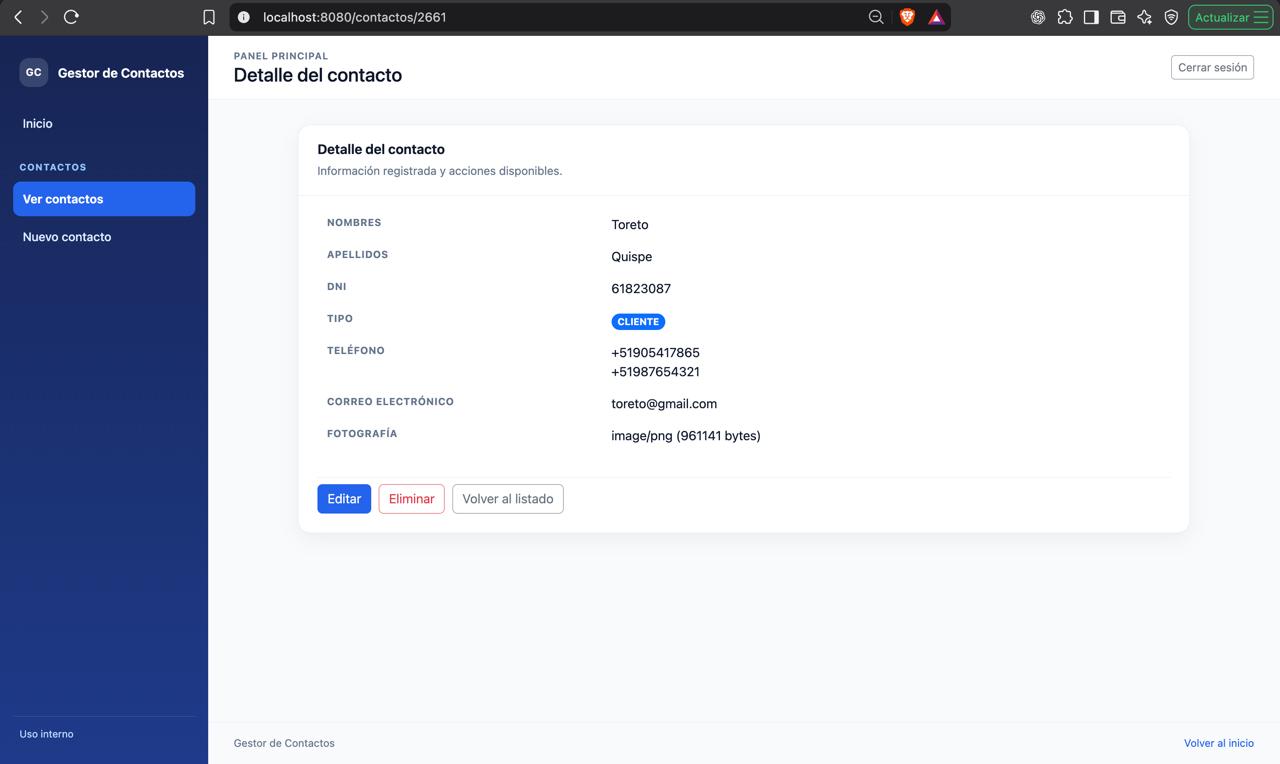 localhost:8080/contactos/2661
Actualizar
GC
Gestor de Contactos
Inicio
CONTACTOS
Ver contactos
Nuevo contacto
Uso interno
PANEL PRINCIPAL
Detalle del contacto
Cerrar sesión
Detalle del contacto
Información registrada y acciones disponibles.
NOMBRES Toreto
APELLIDOS Quispe
DNI 61823087
TIPO CLIENTE
TELÉFONO +51905417865
+51987654321
CORREO ELECTRÓNICO toreto@gmail.com
FOTOGRAFÍA image/png (961141 bytes)
Editar Eliminar Volver al listado
Gestor de Contactos Volver al inicio